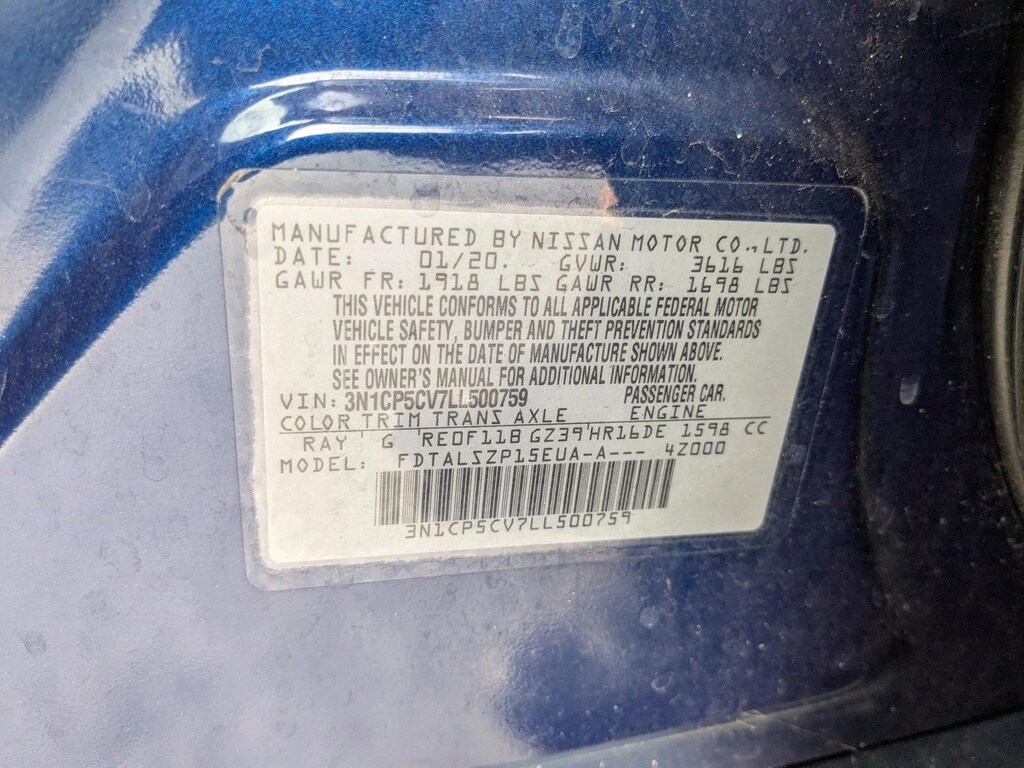 MANUFACTURED BY NISSAN MOTOR CO., LTD.
DATE: 01/20. GVWR: 3616 LBS
GAWR FR: 1918 LBS GAWR RR: 1698 LBS
THIS VEHICLE CONFORMS TO ALL APPLICABLE FEDERAL MOTOR
VEHICLE SAFETY, BUMPER AND THEFT PREVENTION STANDARDS
IN EFFECT ON THE DATE OF MANUFACTURE SHOWN ABOVE.
SEE OWNER'S MANUAL FOR ADDITIONAL INFORMATION.
VIN: 3N1CP5CV7LL500759 PASSENGER CAR.
COLOR TRIM TRANS AXLE ENGINE
RAY G RE0F11B GZ39 HR16DE 1598 CC
MODEL: FDTALSZP15EUA-A--- 4Z000
3N1CP5CV7LL500759